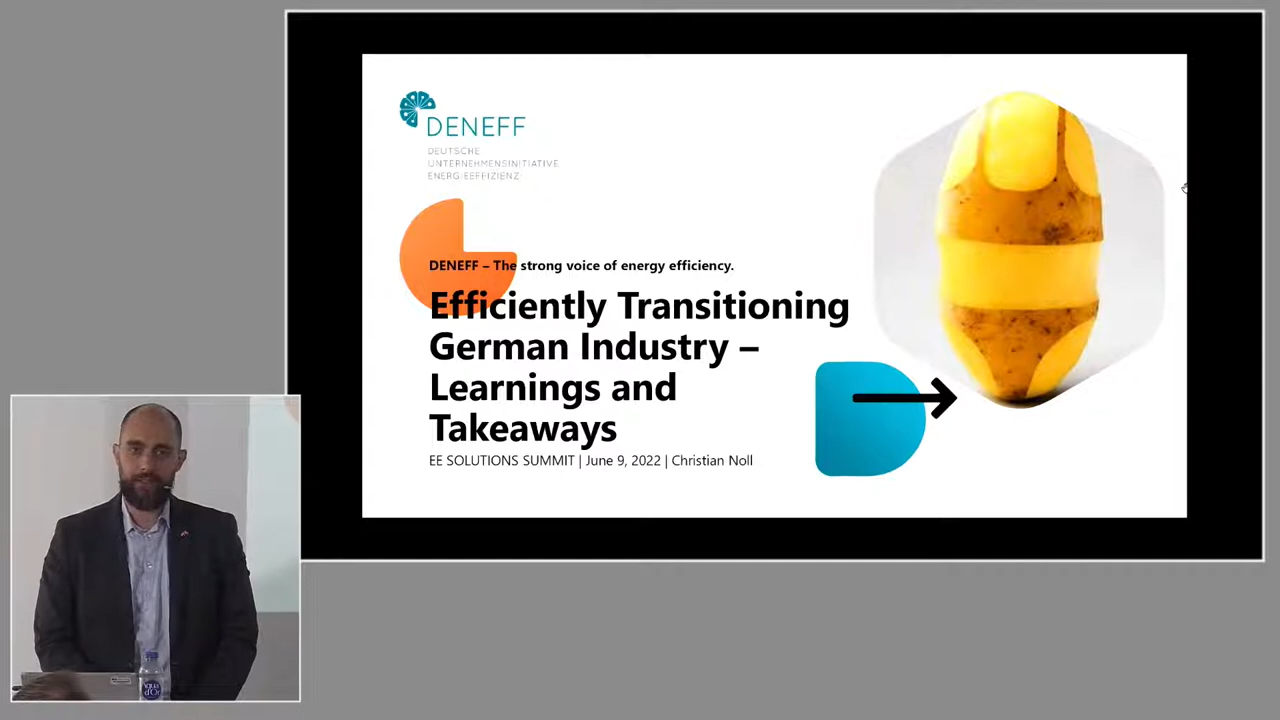 DENEFF
DEUTSCHE
UNTERNEHMENSINITIATIVE
ENERGIEEFFIZIENZ
DENEFF – The strong voice of energy efficiency.
Efficiently Transitioning
German Industry –
Learnings and
Takeaways
EE SOLUTIONS SUMMIT | June 9, 2022 | Christian Noll